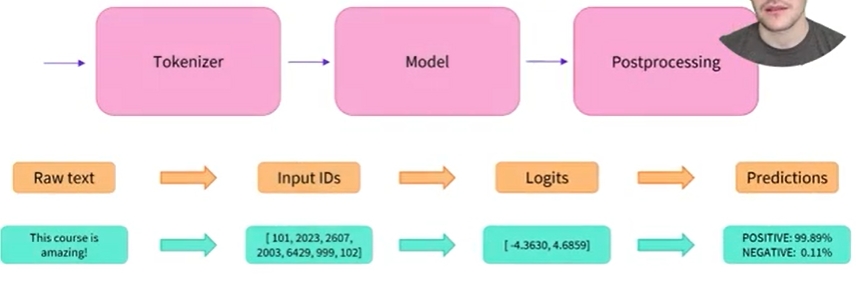 Tokenizer
Model
Postprocessing
Raw text
Input IDs
Logits
Predictions
This course is
amazing!
[ 101, 2023, 2607,
2003, 6429, 999, 102]
[ -4.3630, 4.6859]
POSITIVE: 99.89%
NEGATIVE: 0.11%